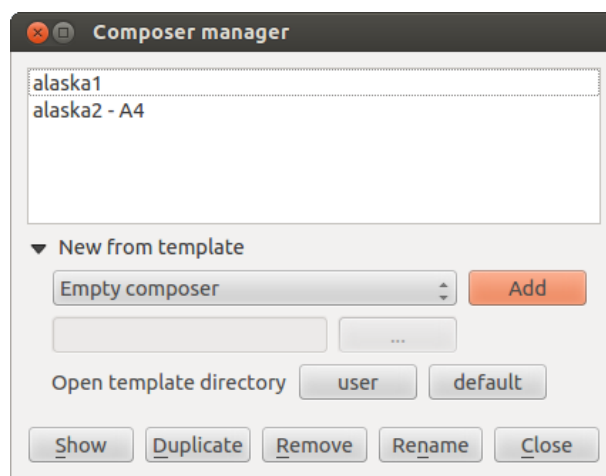 Composer manager
alaska1
alaska2 - A4
New from template
Empty composer Add
...
Open template directory user default
Show Duplicate Remove Rename Close